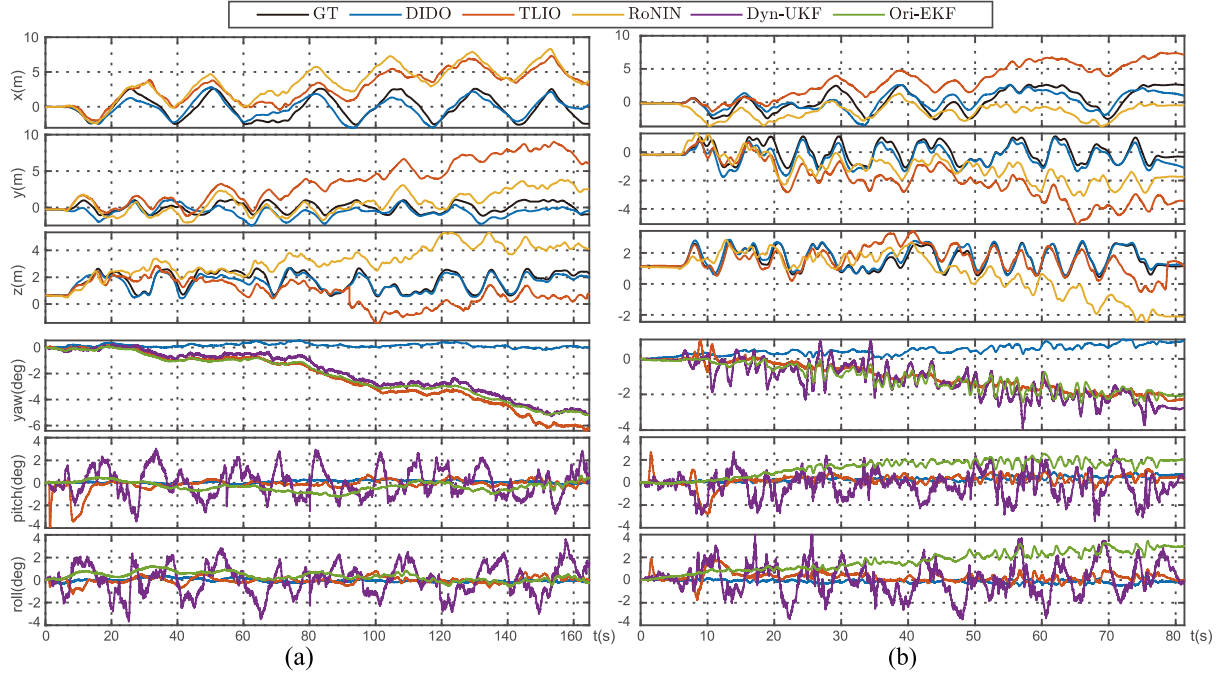 GT DIDO TLIO RoNIN Dyn-UKF Ori-EKF
x(m) 10 5 0
y(m) 10 5 0
z(m) 4 2 0
yaw(deg) 0 -2 -4 -6
pitch(deg) 4 2 0 -2 -4
roll(deg) 4 2 0 -2 -4
0 20 40 60 80 100 120 140 160 t(s)
(a)
10 5 0
0 -2 -4
2 0 -2
0 -2 -4
4 2 0 -2 -4
4 2 0 -2 -4
0 10 20 30 40 50 60 70 80 t(s)
(b)